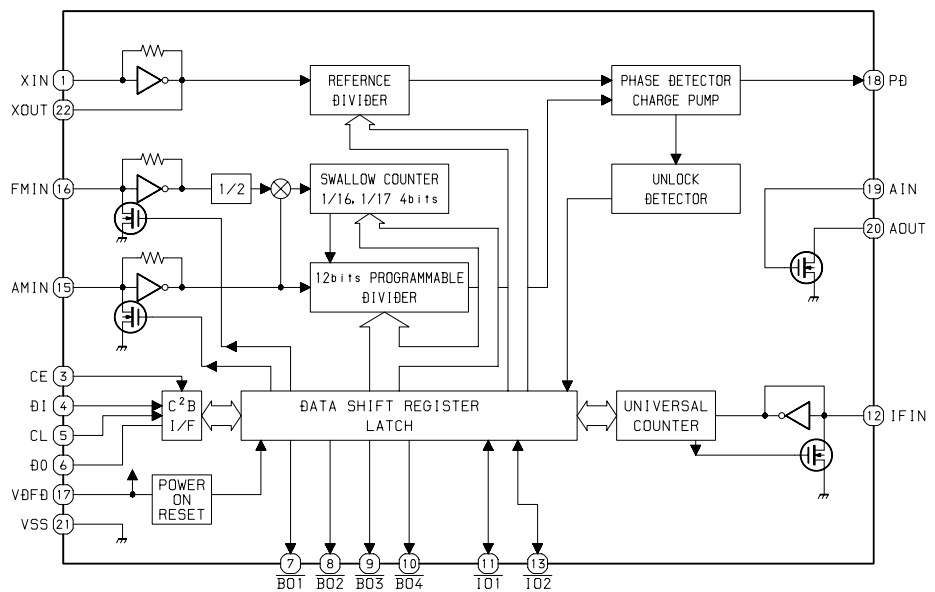 XIN 1
XOUT 22
REFERNCE
DIVIDER
PHASE DETECTOR
CHARGE PUMP
18 PD
FMIN 16
1/2
SWALLOW COUNTER
1/16, 1/17 4bits
UNLOCK
DETECTOR
19 AIN
20 AOUT
AMIN 15
12bits PROGRAMMABLE
DIVIDER
CE 3
DI 4
CL 5
DO 6
C²B
I/F
DATA SHIFT REGISTER
LATCH
UNIVERSAL
COUNTER
12 IFIN
VDFD 17
POWER
ON
RESET
VSS 21
7 8 9 10 11 13
BO1 BO2 BO3 BO4 IO1 IO2